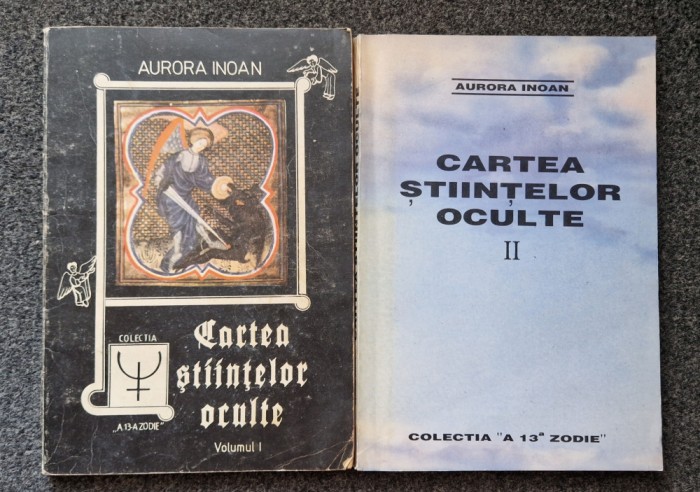 AURORA INOAN
COLECTIA
„A 13-A ZODIE"
Cartea
științelor
oculte
Volumul I
AURORA INOAN
CARTEA
ȘTIINȚELOR
OCULTE
II
COLECTIA "A 13ª ZODIE"